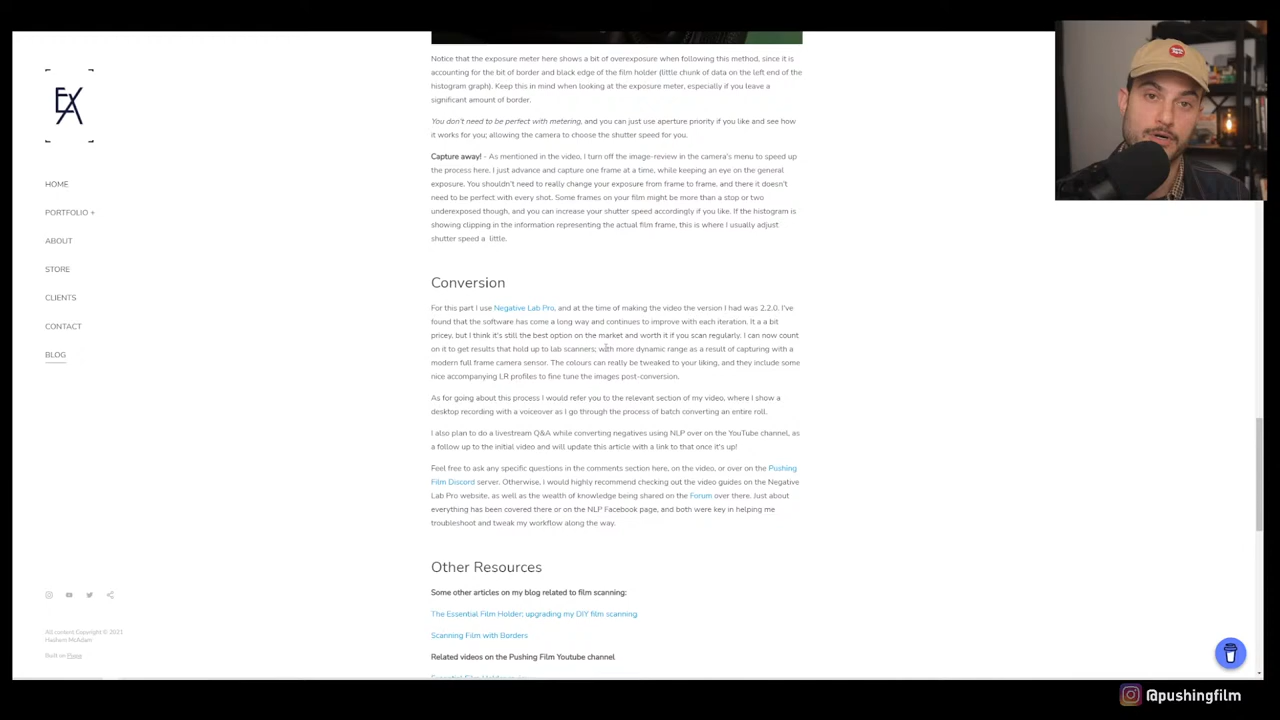 Notice that the exposure meter here shows a bit of overexposure when following this method, since it is
accounting for the bit of border and black edge of the film holder (little chunk of data on the left end of the
histogram graph). Keep this in mind when looking at the exposure meter, especially if you leave a
significant amount of border.
You don't need to be perfect with metering, and you can just use aperture priority if you like and see how
it works for you; allowing the camera to choose the shutter speed for you.
Capture away! - As mentioned in the video, I turn off the image-review in the camera's menu to speed up
the process here. I just advance and capture one frame at a time, while keeping an eye on the general
exposure. You shouldn't need to really change your exposure from frame to frame, and there it doesn't
need to be perfect with every shot. Some frames on your film might be more than a stop or two
underexposed though, and you can increase your shutter speed accordingly if you like. If the histogram is
showing clipping in the information representing the actual film frame, this is where I usually adjust
shutter speed a little.
Conversion
For this part I use Negative Lab Pro, and at the time of making the video the version I had was 2.2.0. I've
found that the software has come a long way and continues to improve with each iteration. It a a bit
pricey, but I think it's still the best option on the market and worth it if you scan regularly. I can now count
on it to get results that hold up to lab scanners; with more dynamic range as a result of capturing with a
modern full frame camera sensor. The colours can really be tweaked to your liking, and they include some
nice accompanying LR profiles to fine tune the images post-conversion.
As for going about this process I would refer you to the relevant section of my video, where I show a
desktop recording with a voiceover as I go through the process of batch converting an entire roll.
I also plan to do a livestream Q&A while converting negatives using NLP over on the YouTube channel, as
a follow up to the initial video and will update this article with a link to that once it's up!
Feel free to ask any specific questions in the comments section here, on the video, or over on the Pushing
Film Discord server. Otherwise, i would highly recommend checking out the video guides on the Negative
Lab Pro website, as well as the wealth of knowledge being shared on the Forum over there. Just about
everything has been covered there or on the NLP Facebook page, and both were key in helping me
troubleshoot and tweak my workflow along the way.
Other Resources
Some other articles on my blog related to film scanning:
The Essential Film Holder: upgrading my DIY film scanning
Scanning Film with Borders
Related videos on the Pushing Film Youtube channel
EA
HOME
PORTFOLIO +
ABOUT
STORE
CLIENTS
CONTACT
BLOG
All content Copyright © 2021
Hashem McAdam
Built on Pixpa
@pushingfilm